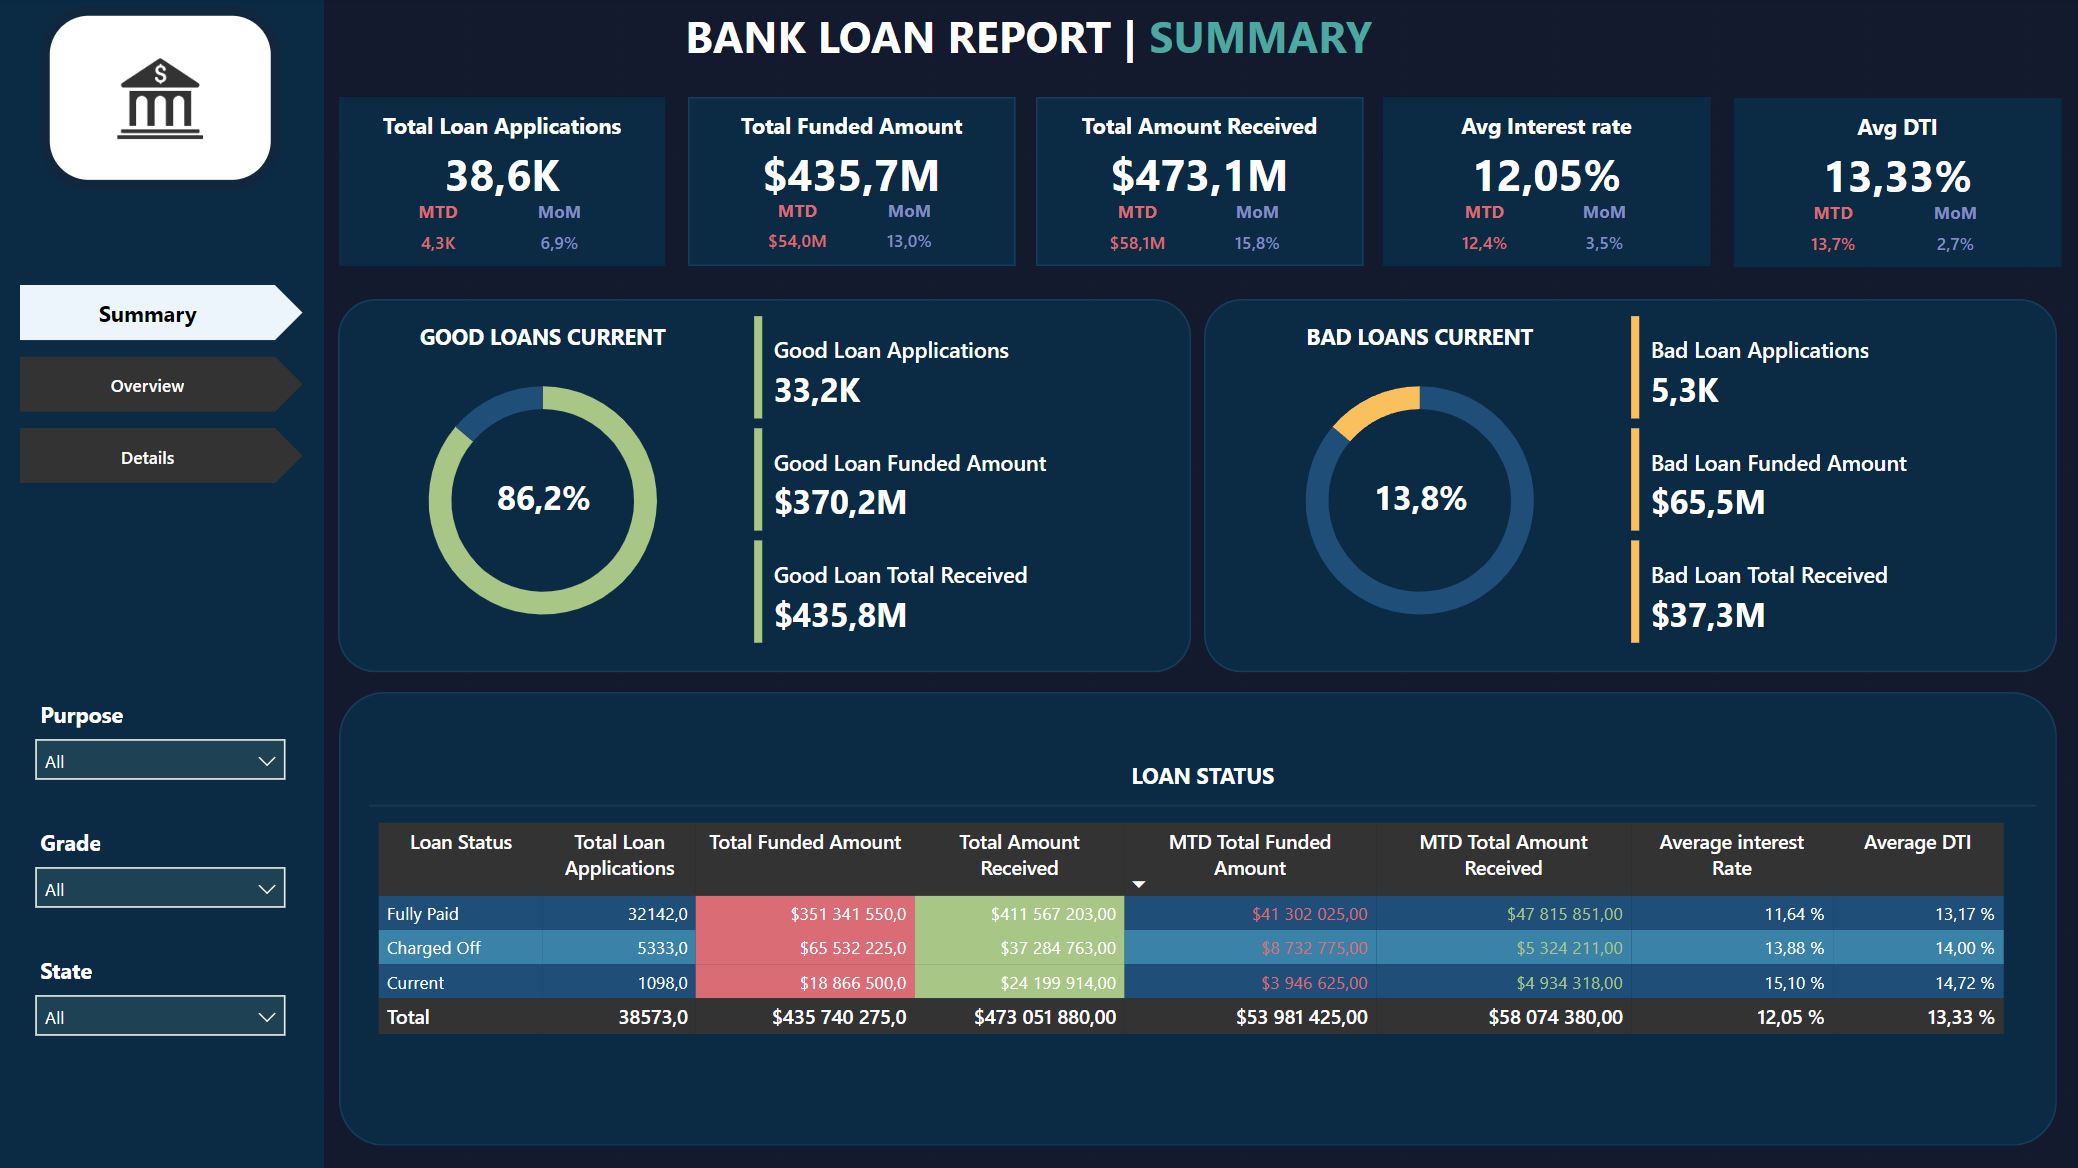 $
BANK LOAN REPORT | SUMMARY
Total Loan Applications
38,6K
MTD MoM
4,3K 6,9%
Total Funded Amount
$435,7M
MTD MoM
$54,0M 13,0%
Total Amount Received
$473,1M
MTD MoM
$58,1M 15,8%
Avg Interest rate
12,05%
MTD MoM
12,4% 3,5%
Avg DTI
13,33%
MTD MoM
13,7% 2,7%
Summary
Overview
Details
Purpose
All
Grade
All
State
All
GOOD LOANS CURRENT
86,2%
Good Loan Applications
33,2K
Good Loan Funded Amount
$370,2M
Good Loan Total Received
$435,8M
BAD LOANS CURRENT
13,8%
Bad Loan Applications
5,3K
Bad Loan Funded Amount
$65,5M
Bad Loan Total Received
$37,3M
LOAN STATUS
Loan Status Total Loan Total Funded Amount Total Amount MTD Total Funded MTD Total Amount Average interest Average DTI
Applications Received Amount Received Rate
Fully Paid 32142,0 $351 341 550,0 $411 567 203,00 $41 302 025,00 $47 815 851,00 11,64 % 13,17 %
Charged Off 5333,0 $65 532 225,0 $37 284 763,00 $8 732 775,00 $5 324 211,00 13,88 % 14,00 %
Current 1098,0 $18 866 500,0 $24 199 914,00 $3 946 625,00 $4 934 318,00 15,10 % 14,72 %
Total 38573,0 $435 740 275,0 $473 051 880,00 $53 981 425,00 $58 074 380,00 12,05 % 13,33 %